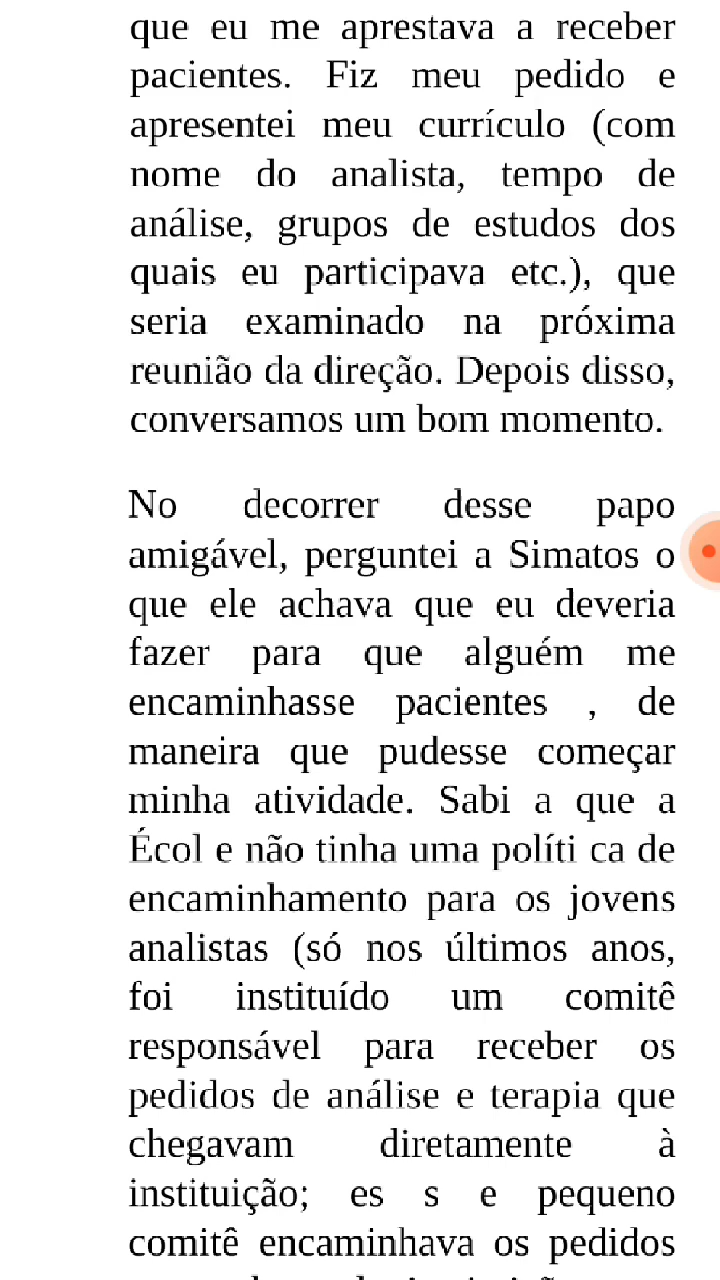 que eu me aprestava a receber
pacientes. Fiz meu pedido e
apresentei meu currículo (com
nome do analista, tempo de
análise, grupos de estudos dos
quais eu participava etc.), que
seria examinado na próxima
reunião da direção. Depois disso,
conversamos um bom momento.
No decorrer desse papo
amigável, perguntei a Simatos o
que ele achava que eu deveria
fazer para que alguém me
encaminhasse pacientes , de
maneira que pudesse começar
minha atividade. Sabi a que a
Écol e não tinha uma políti ca de
encaminhamento para os jovens
analistas (só nos últimos anos,
foi instituído um comitê
responsável para receber os
pedidos de análise e terapia que
chegavam diretamente à
instituição; es s e pequeno
comitê encaminhava os pedidos